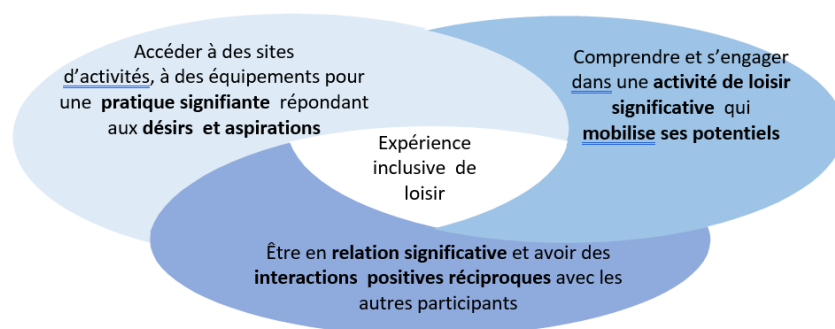 Accéder à des sites
d’activités, à des équipements pour
une pratique signifiante répondant
aux désirs et aspirations
Comprendre et s’engager
dans une activité de loisir
significative qui
mobilise ses potentiels
Expérience
inclusive de
loisir
Être en relation significative et avoir des
interactions positives réciproques avec les
autres participants